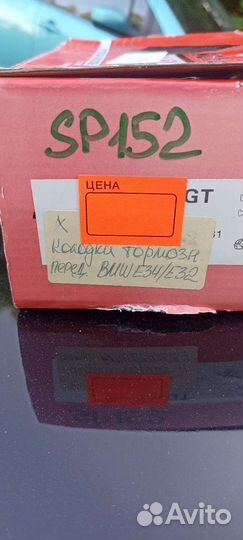 SP152
ЦЕНА
GT
X
колодки тормозн
перед. BMW E34/E32
Avito